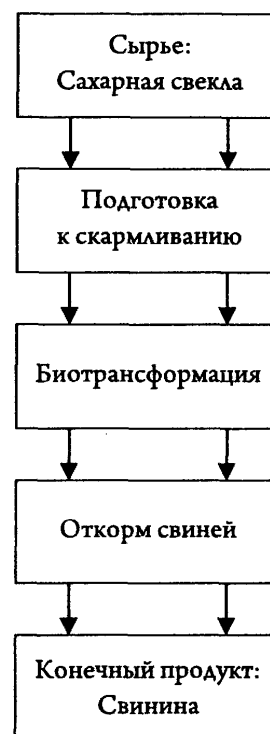 Сырье:
Сахарная свекла
Подготовка
к скармливанию
Биотрансформация
Откорм свиней
Конечный продукт:
Свинина